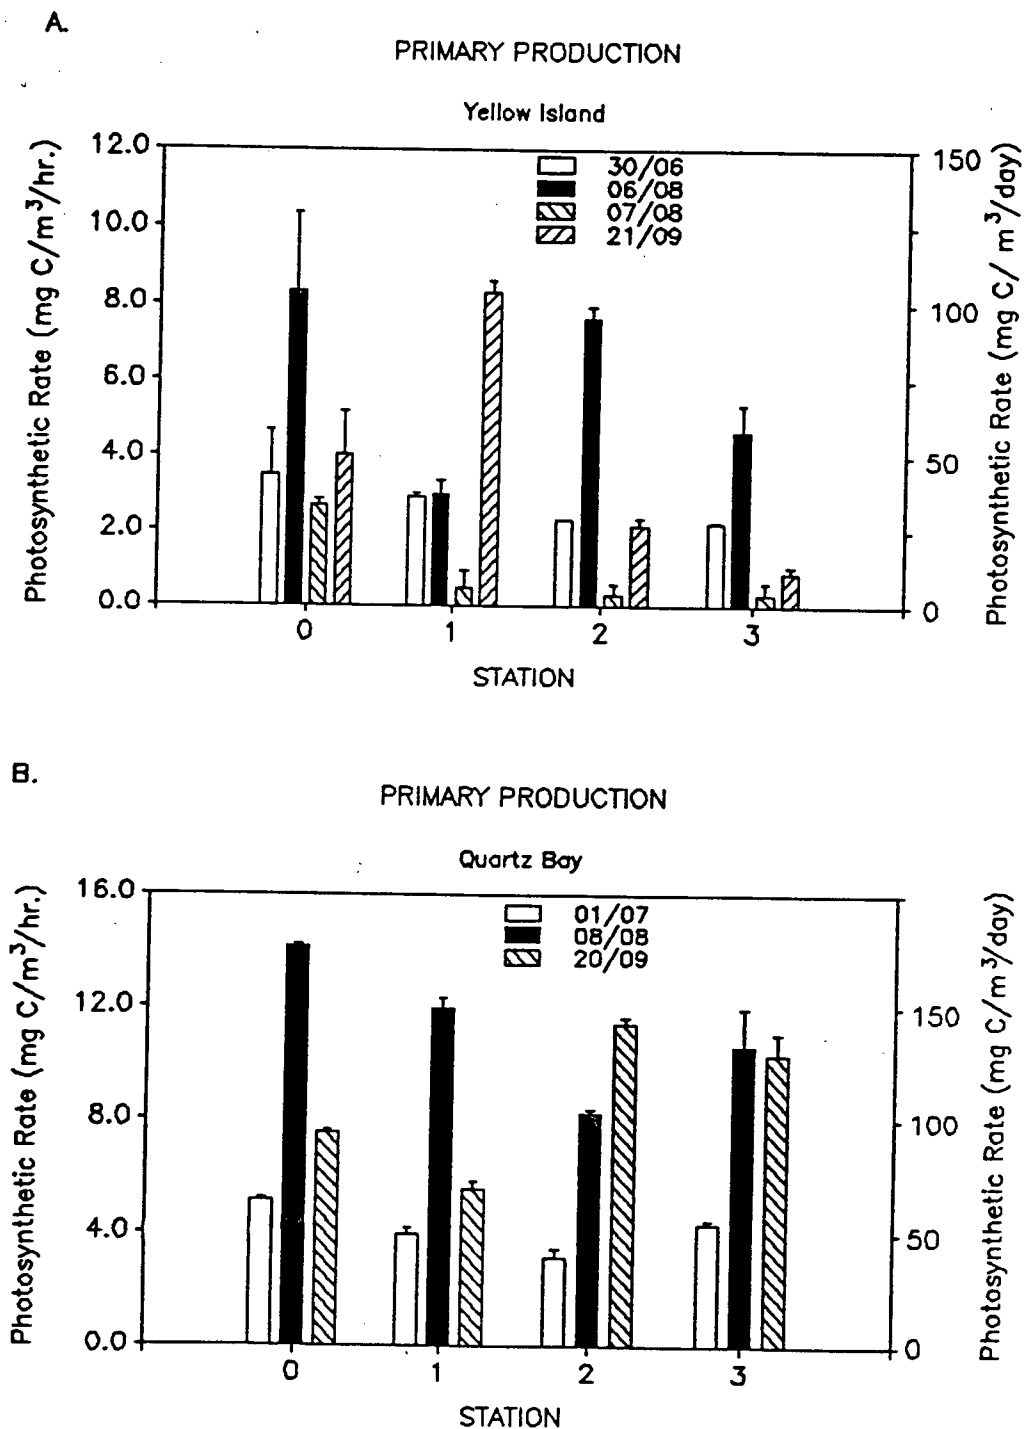 A.
PRIMARY PRODUCTION
Yellow Island
Photosynthetic Rate (mg C/m³/hr.)
12.0
10.0
8.0
6.0
4.0
2.0
0.0
30/06
06/08
07/08
21/09
150
100
50
0
Photosynthetic Rate (mg C/ m³/day)
0 1 2 3
STATION
B.
PRIMARY PRODUCTION
Quartz Bay
Photosynthetic Rate (mg C/m³/hr.)
16.0
12.0
8.0
4.0
0.0
01/07
08/08
20/09
150
100
50
0
Photosynthetic Rate (mg C/m³/day)
0 1 2 3
STATION